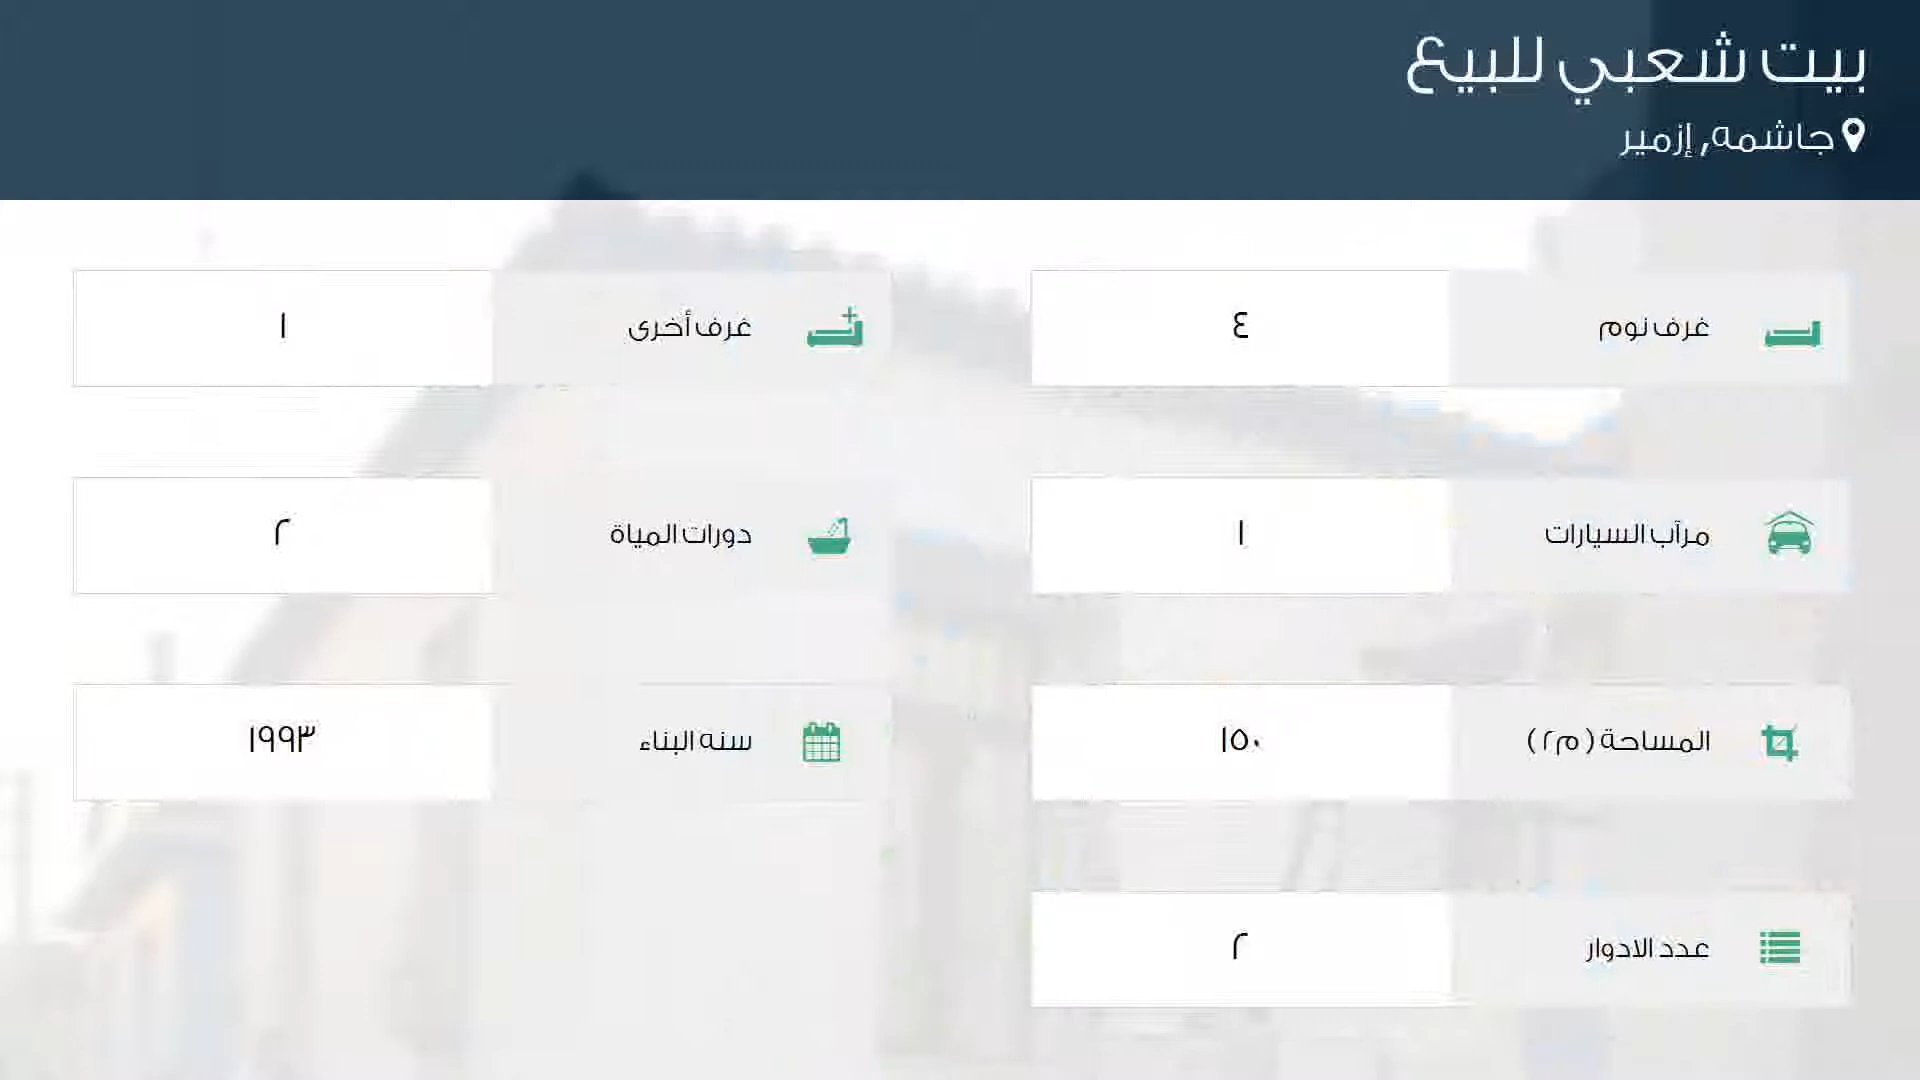 بيت شعبي للبيع
جاشمه, إزمير
غرف نوم
٤
غرف أخرى
١
مرآب السيارات
١
دورات المياة
٢
المساحة ( م٢ )
١٥٠
سنه البناء
١٩٩٣
عدد الادوار
٢